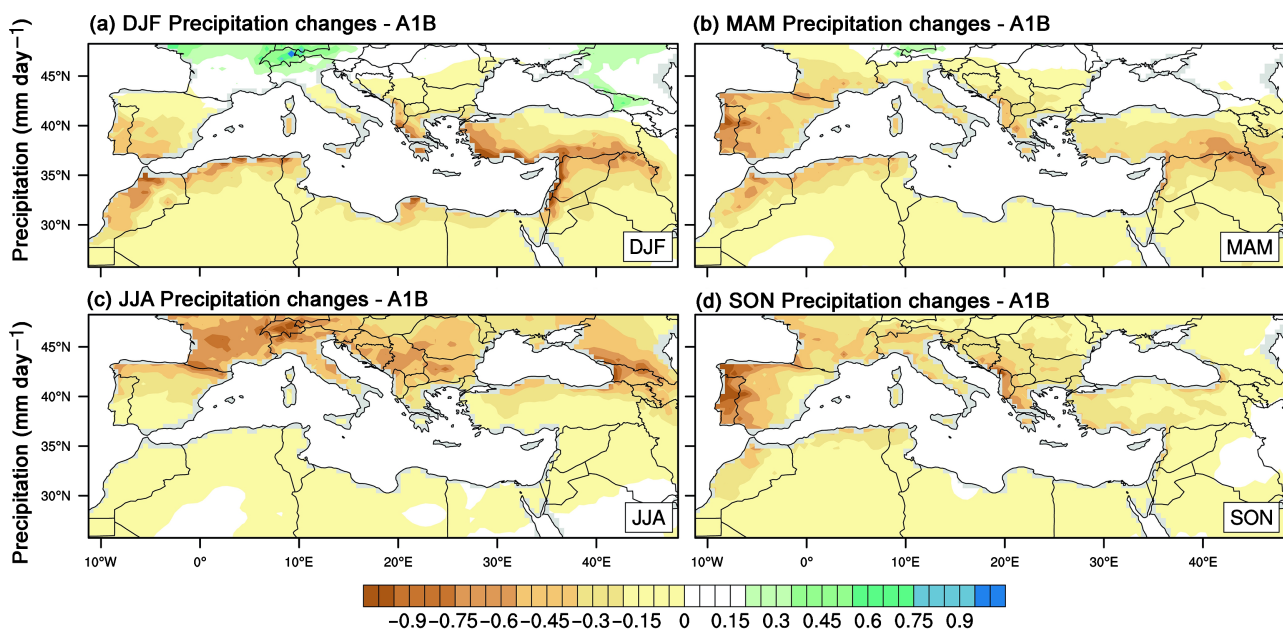 (a) DJF Precipitation changes - A1B
(b) MAM Precipitation changes - A1B
Precipitation (mm day−1)
45°N
40°N
35°N
30°N
DJF
MAM
(c) JJA Precipitation changes - A1B
(d) SON Precipitation changes - A1B
Precipitation (mm day−1)
45°N
40°N
35°N
30°N
JJA
SON
10°W 0° 10°E 20°E 30°E 40°E
10°W 0° 10°E 20°E 30°E 40°E
−0.9 −0.75 −0.6 −0.45 −0.3 −0.15 0 0.15 0.3 0.45 0.6 0.75 0.9